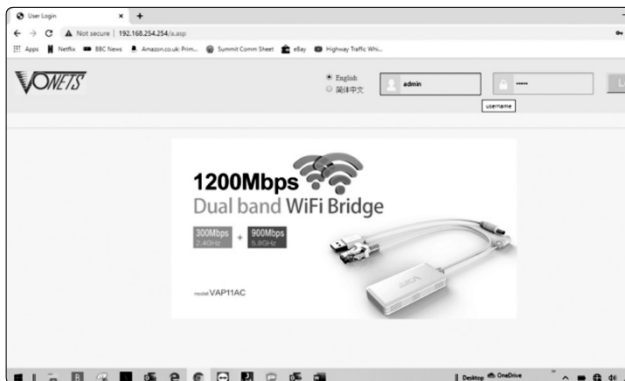 User Login
Not secure | 192.168.254.254/a.asp
Apps Netflix BBC News Amazon.co.uk: Prim... Summit Comm Sheet eBay Highway Traffic Whi...
VONETS
English
简体中文
admin
•••••
username
1200Mbps
Dual band WiFi Bridge
300Mbps + 900Mbps
2.4GHz 5.8GHz
model: VAP11AC
Desktop OneDrive